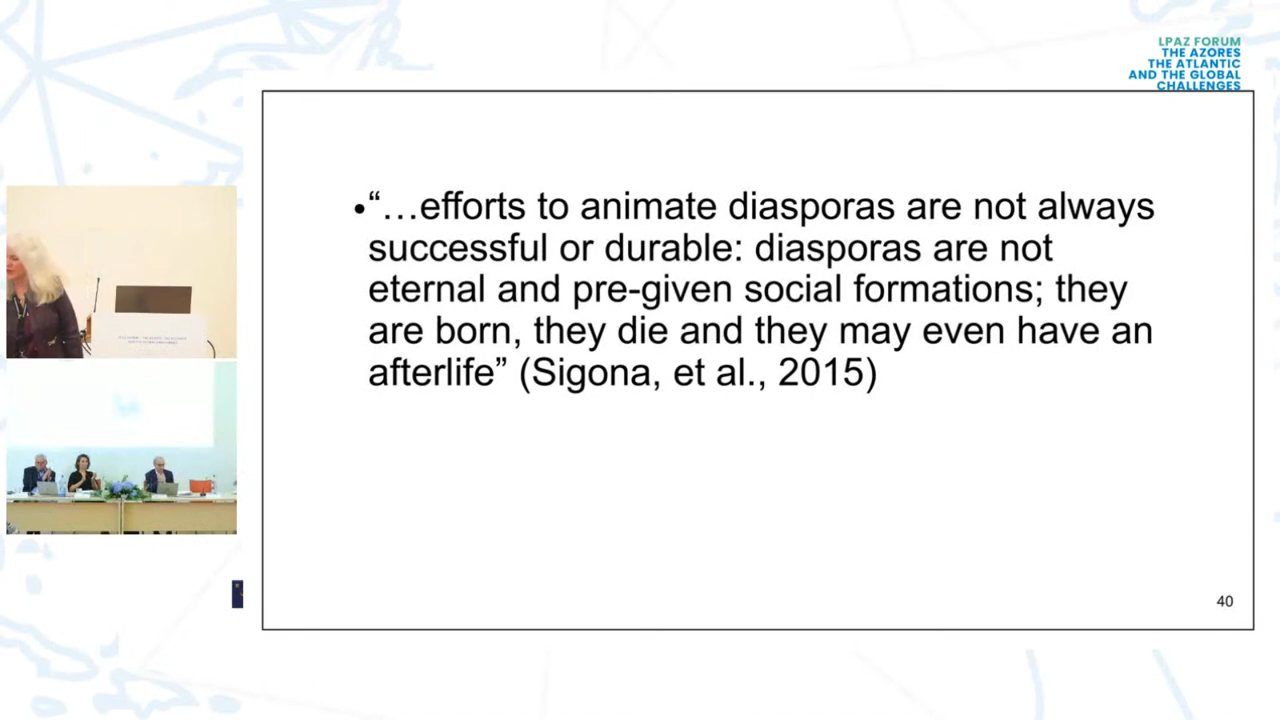 LPAZ FORUM
THE AZORES
THE ATLANTIC
AND THE GLOBAL
CHALLENGES
•“…efforts to animate diasporas are not always
successful or durable: diasporas are not
eternal and pre-given social formations; they
are born, they die and they may even have an
afterlife” (Sigona, et al., 2015)
40